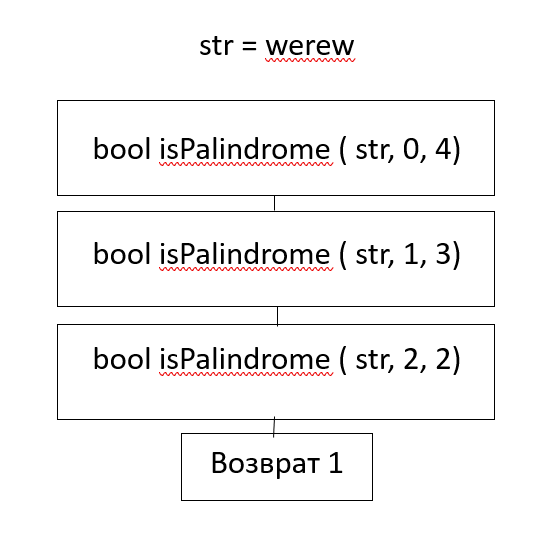 str = werew
bool isPalindrome ( str, 0, 4)
bool isPalindrome ( str, 1, 3)
bool isPalindrome ( str, 2, 2)
Возврат 1